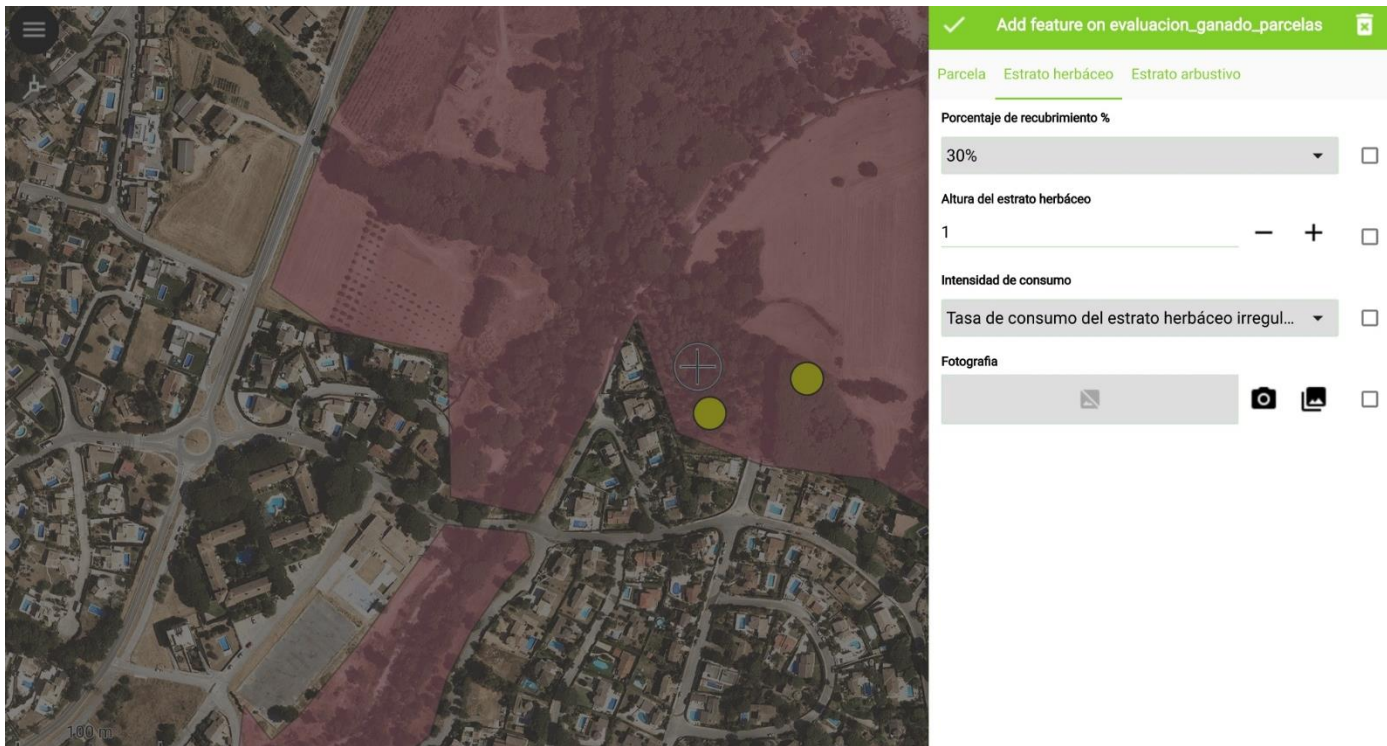 Add feature on evaluacion_ganado_parcelas
Parcela Estrato herbáceo Estrato arbustivo
Porcentaje de recubrimiento %
30%
Altura del estrato herbáceo
1
Intensidad de consumo
Tasa de consumo del estrato herbáceo irregul...
Fotografia
100 m